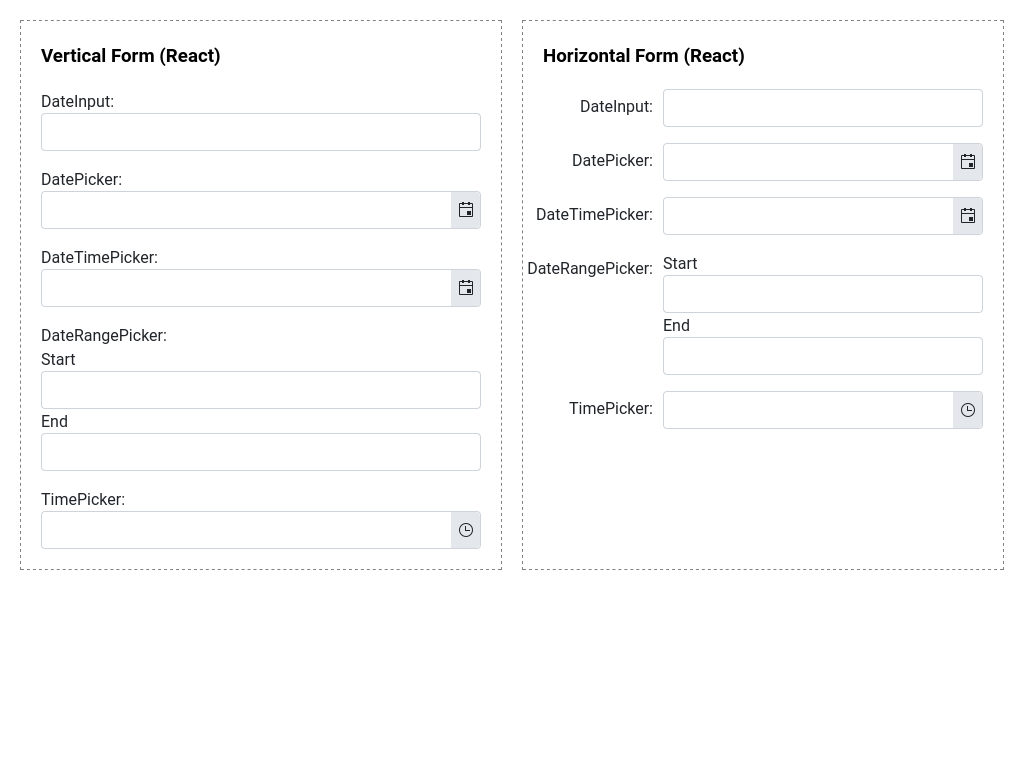 Vertical Form (React)
DateInput:
DatePicker:
DateTimePicker:
DateRangePicker:
Start
End
TimePicker:
Horizontal Form (React)
DateInput:
DatePicker:
DateTimePicker:
DateRangePicker:
Start
End
TimePicker: